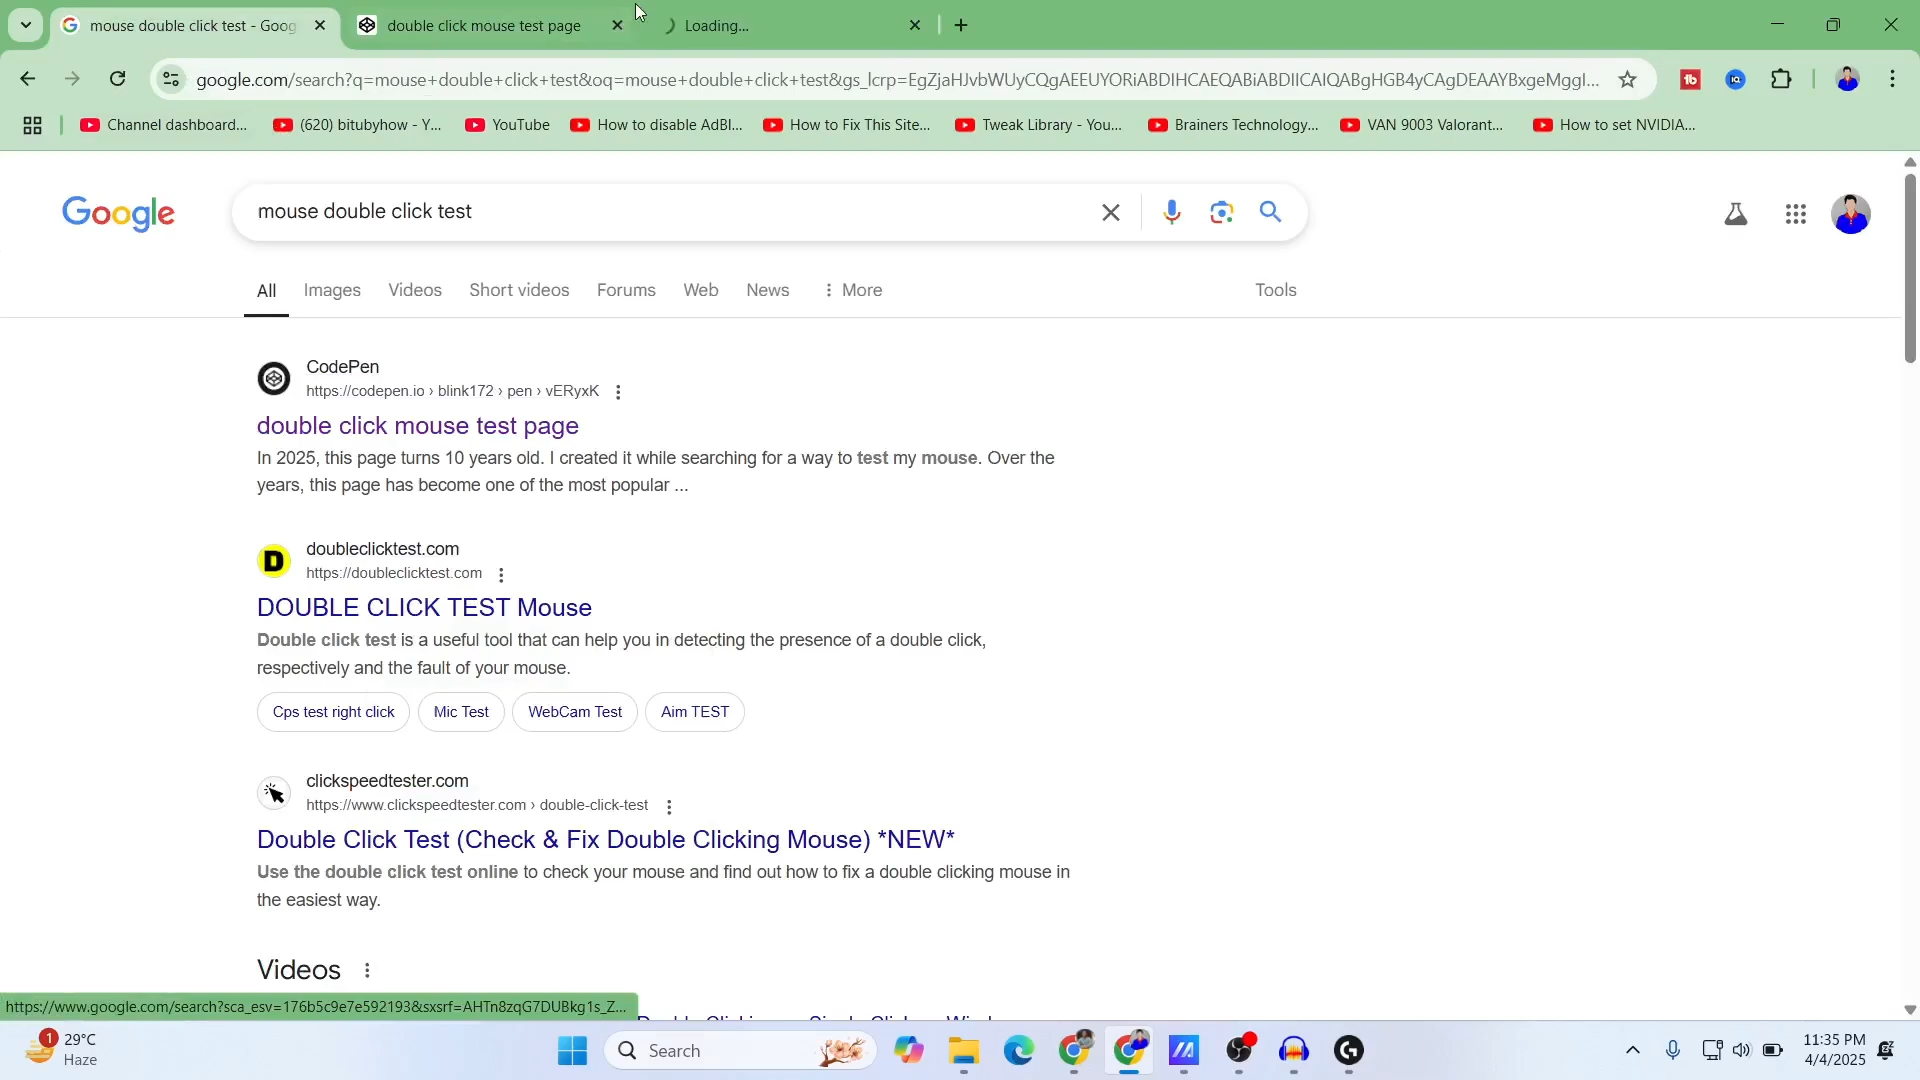 mouse double click test - Goog
double click mouse test page
Loading...
google.com/search?q=mouse+double+click+test&oq=mouse+double+click+test&gs_lcrp=EgZjaHJvbWUyCQgAEEUYORiABDIHCAEQABiABDIICAIQABgHGB4yCAgDEAAYBxgeMggI...
Channel dashboard...
(620) bitubyhow - Y...
YouTube
How to disable AdBl...
How to Fix This Site...
Tweak Library - You...
Brainers Technology...
VAN 9003 Valorant...
How to set NVIDIA...
Google
mouse double click test
All Images Videos Short videos Forums Web News More Tools
CodePen
https://codepen.io › blink172 › pen › vERyxK
double click mouse test page
In 2025, this page turns 10 years old. I created it while searching for a way to test my mouse. Over the
years, this page has become one of the most popular ...
D
doubleclicktest.com
https://doubleclicktest.com
DOUBLE CLICK TEST Mouse
Double click test is a useful tool that can help you in detecting the presence of a double click,
respectively and the fault of your mouse.
Cps test right click Mic Test WebCam Test Aim TEST
clickspeedtester.com
https://www.clickspeedtester.com › double-click-test
Double Click Test (Check & Fix Double Clicking Mouse) *NEW*
Use the double click test online to check your mouse and find out how to fix a double clicking mouse in
the easiest way.
Videos
https://www.google.com/search?sca_esv=176b5c9e7e592193&sxsrf=AHTn8zqG7DUBkg1s_Z...
1
29°C
Haze
Search
11:35 PM
4/4/2025